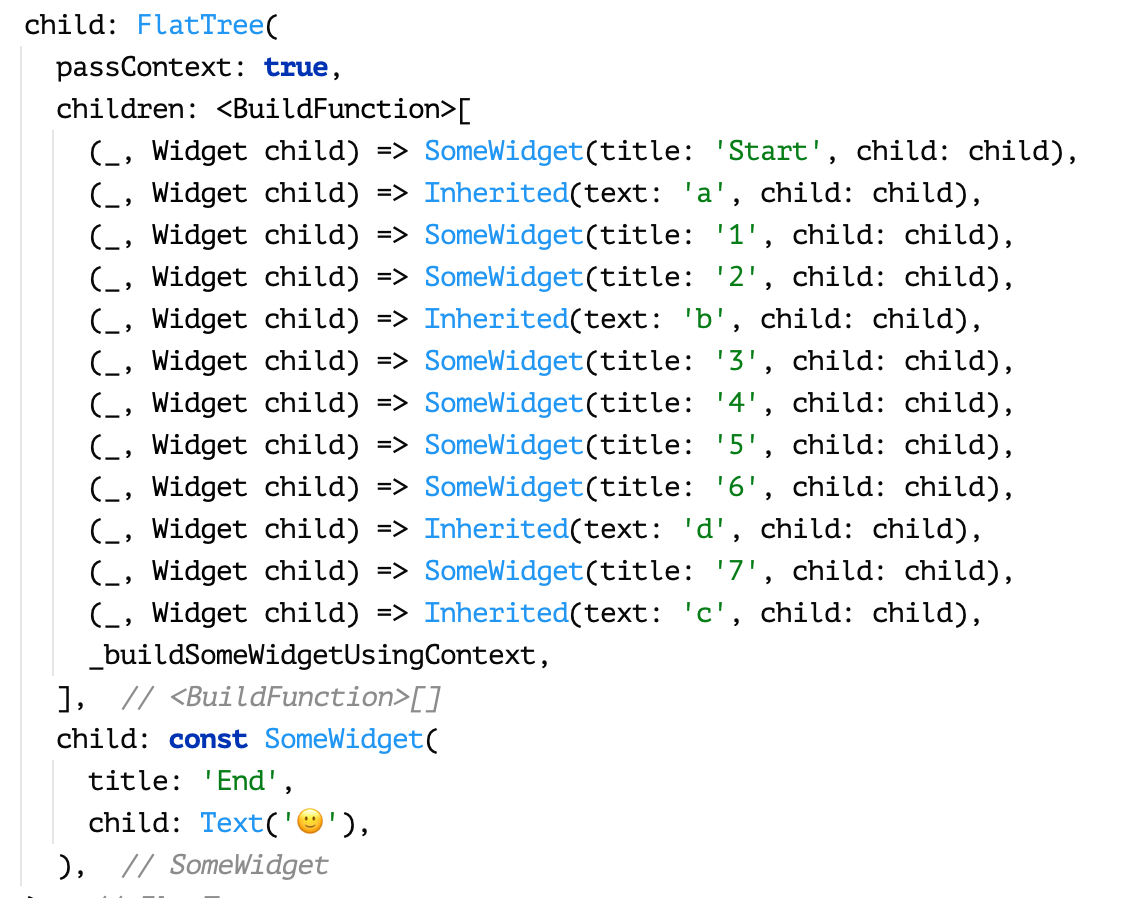 child: FlatTree(
  passContext: true,
  children: <BuildFunction>[
    (_, Widget child) => SomeWidget(title: 'Start', child: child),
    (_, Widget child) => Inherited(text: 'a', child: child),
    (_, Widget child) => SomeWidget(title: '1', child: child),
    (_, Widget child) => SomeWidget(title: '2', child: child),
    (_, Widget child) => Inherited(text: 'b', child: child),
    (_, Widget child) => SomeWidget(title: '3', child: child),
    (_, Widget child) => SomeWidget(title: '4', child: child),
    (_, Widget child) => SomeWidget(title: '5', child: child),
    (_, Widget child) => SomeWidget(title: '6', child: child),
    (_, Widget child) => Inherited(text: 'd', child: child),
    (_, Widget child) => SomeWidget(title: '7', child: child),
    (_, Widget child) => Inherited(text: 'c', child: child),
    _buildSomeWidgetUsingContext,
  ],  // <BuildFunction>[]
  child: const SomeWidget(
    title: 'End',
    child: Text('🙂'),
  ),  // SomeWidget